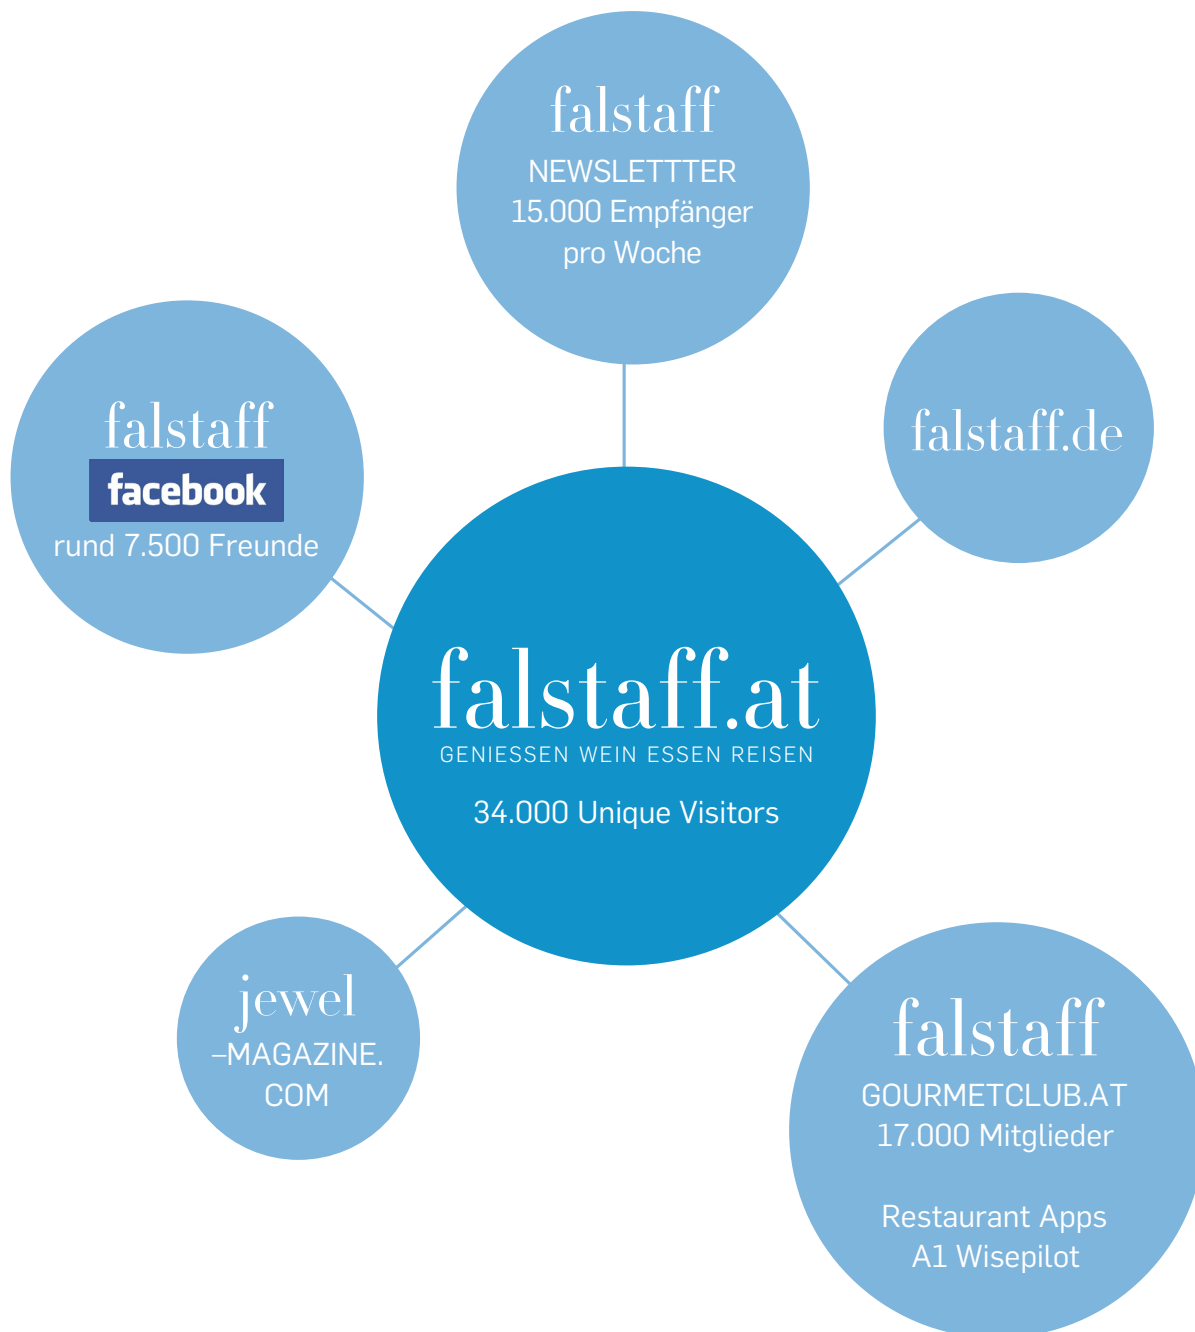 falstaff
NEWSLETTTER
15.000 Empfänger
pro Woche
falstaff.de
falstaff
facebook
rund 7.500 Freunde
falstaff.at
GENIESSEN WEIN ESSEN REISEN
34.000 Unique Visitors
jewel
–MAGAZINE.
COM
falstaff
GOURMETCLUB.AT
17.000 Mitglieder
Restaurant Apps
A1 Wisepilot